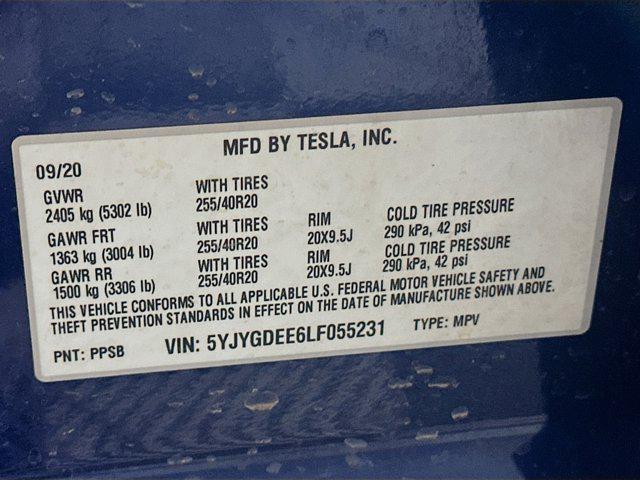 MFD BY TESLA, INC.
09/20
GVWR WITH TIRES
2405 kg (5302 lb) 255/40R20
GAWR FRT WITH TIRES RIM COLD TIRE PRESSURE
1363 kg (3004 lb) 255/40R20 20X9.5J 290 kPa, 42 psi
GAWR RR WITH TIRES RIM COLD TIRE PRESSURE
1500 kg (3306 lb) 255/40R20 20X9.5J 290 kPa, 42 psi
THIS VEHICLE CONFORMS TO ALL APPLICABLE U.S. FEDERAL MOTOR VEHICLE SAFETY AND
THEFT PREVENTION STANDARDS IN EFFECT ON THE DATE OF MANUFACTURE SHOWN ABOVE.
PNT: PPSB VIN: 5YJYGDEE6LF055231 TYPE: MPV